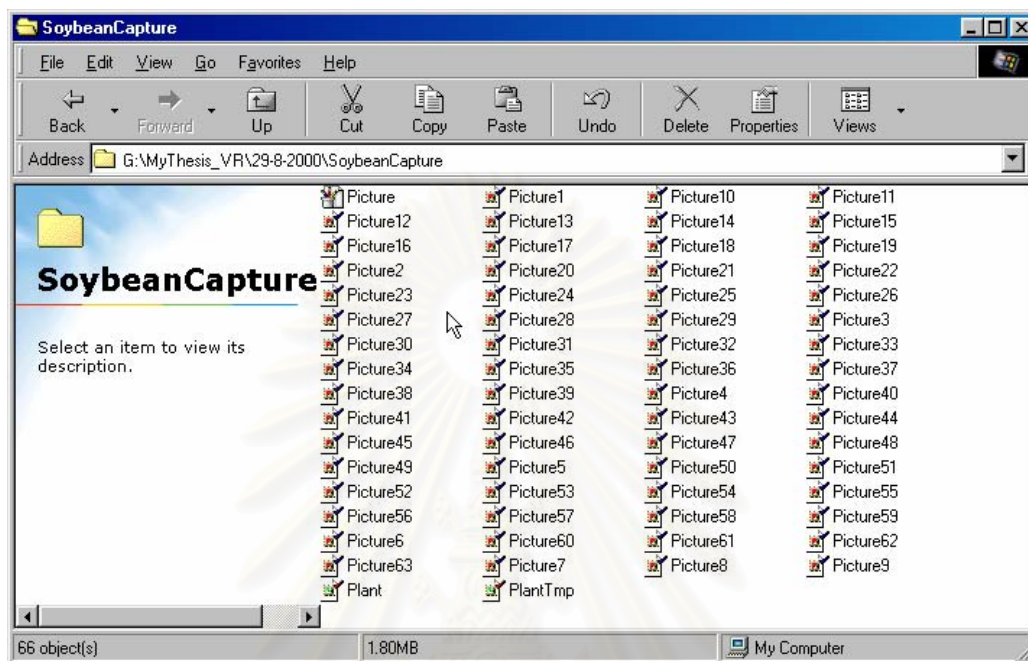 SoybeanCapture
File Edit View Go Favorites Help
Back Forward Up Cut Copy Paste Undo Delete Properties Views
Address G:\MyThesis_VR\29-8-2000\SoybeanCapture
SoybeanCapture
Select an item to view its
description.
Picture Picture1 Picture10 Picture11
Picture12 Picture13 Picture14 Picture15
Picture16 Picture17 Picture18 Picture19
Picture2 Picture20 Picture21 Picture22
Picture23 Picture24 Picture25 Picture26
Picture27 Picture28 Picture29 Picture3
Picture30 Picture31 Picture32 Picture33
Picture34 Picture35 Picture36 Picture37
Picture38 Picture39 Picture4 Picture40
Picture41 Picture42 Picture43 Picture44
Picture45 Picture46 Picture47 Picture48
Picture49 Picture5 Picture50 Picture51
Picture52 Picture53 Picture54 Picture55
Picture56 Picture57 Picture58 Picture59
Picture6 Picture60 Picture61 Picture62
Picture63 Picture7 Picture8 Picture9
Plant PlantTmp
66 object(s) 1.80MB My Computer